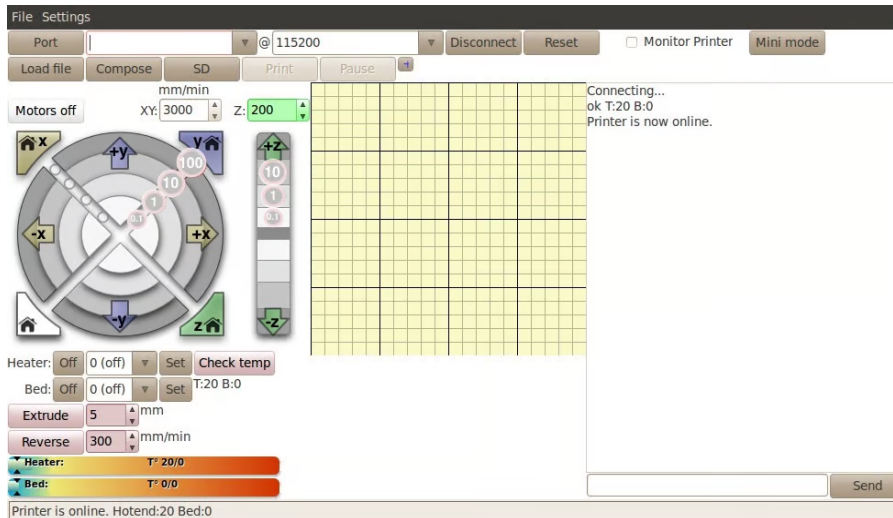 File Settings
Port @ 115200 Disconnect Reset Monitor Printer Mini mode
Load file Compose SD Print Pause
mm/min
Motors off XY: 3000 Z: 200
x +y y +z
100 10 1 0.1
10 1 0.1
-x +x
-y z -z
Heater: Off 0 (off) Set Check temp
Bed: Off 0 (off) Set T:20 B:0
Extrude 5 mm
Reverse 300 mm/min
Heater: T° 20/0
Bed: T° 0/0
Connecting...
ok T:20 B:0
Printer is now online.
Send
Printer is online. Hotend:20 Bed:0